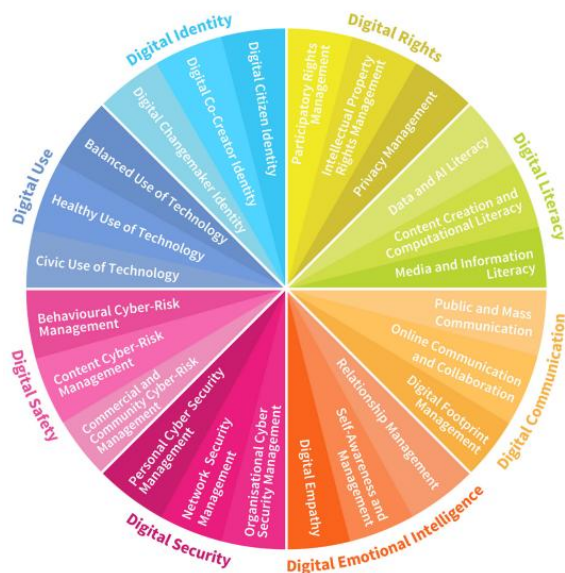 Digital Identity
Digital Citizen Identity
Digital Co-Creator Identity
Digital Changemaker Identity
Digital Rights
Participatory Rights
Management
Intellectual Property
Rights Management
Privacy Management
Digital Literacy
Data and AI Literacy
Content Creation and
Computational Literacy
Media and Information
Literacy
Digital Communication
Public and Mass
Communication
Online Communication
and Collaboration
Digital Footprint
Management
Digital Emotional Intelligence
Relationship Management
Self-Awareness and
Management
Digital Empathy
Digital Security
Organisational Cyber
Security Management
Network Security
Management
Personal Cyber Security
Management
Digital Safety
Commercial and
Community Cyber-Risk
Management
Content Cyber-Risk
Management
Behavioural Cyber-Risk
Management
Digital Use
Civic Use of Technology
Healthy Use of Technology
Balanced Use of Technology